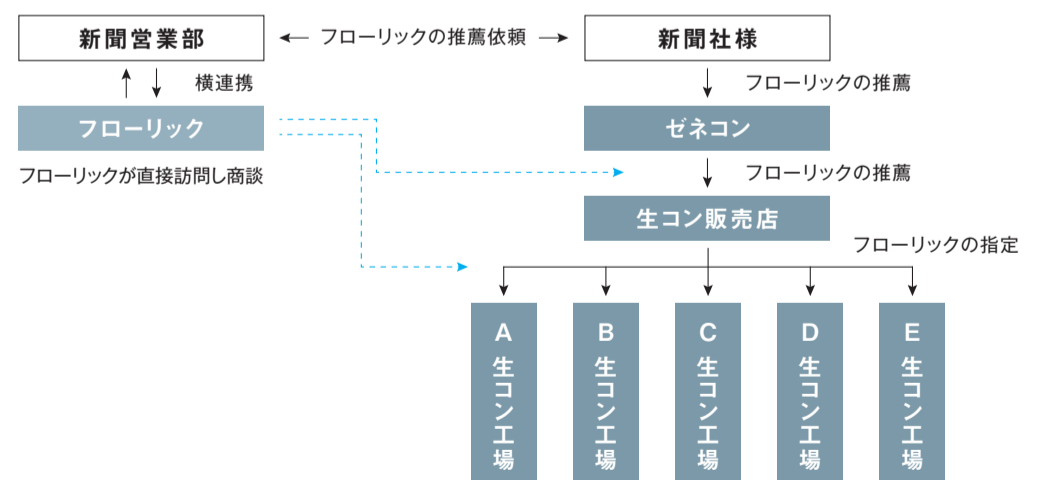 新聞営業部
フローリックの推薦依頼
新聞社様
横連携
フローリックの推薦
フローリック
ゼネコン
フローリックが直接訪問し商談
フローリックの推薦
生コン販売店
フローリックの指定
A生コン工場
B生コン工場
C生コン工場
D生コン工場
E生コン工場